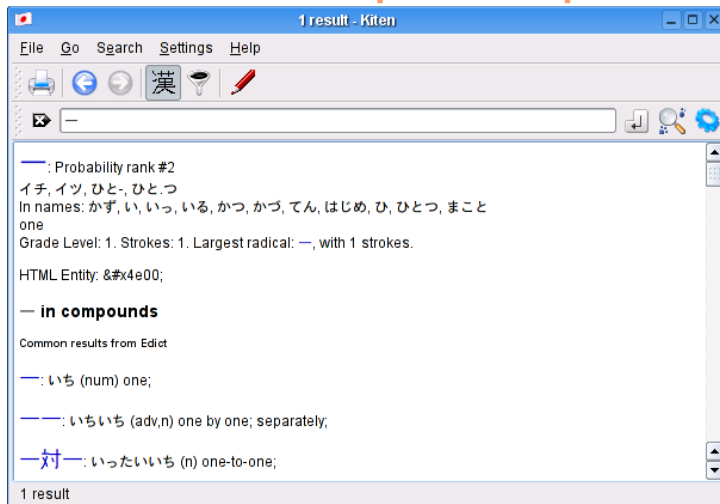 1 result - Kiten
File Go Search Settings Help
漢
一
一: Probability rank #2
イチ, イツ, ひと-, ひと.つ
In names: かず, い, いっ, いる, かつ, かづ, てん, はじめ, ひ, ひとつ, まこと
one
Grade Level: 1. Strokes: 1. Largest radical: 一, with 1 strokes.
HTML Entity: &#x4e00;
一 in compounds
Common results from Edict
一: いち (num) one;
一一: いちいち (adv,n) one by one; separately;
一対一: いったいいち (n) one-to-one;
1 result